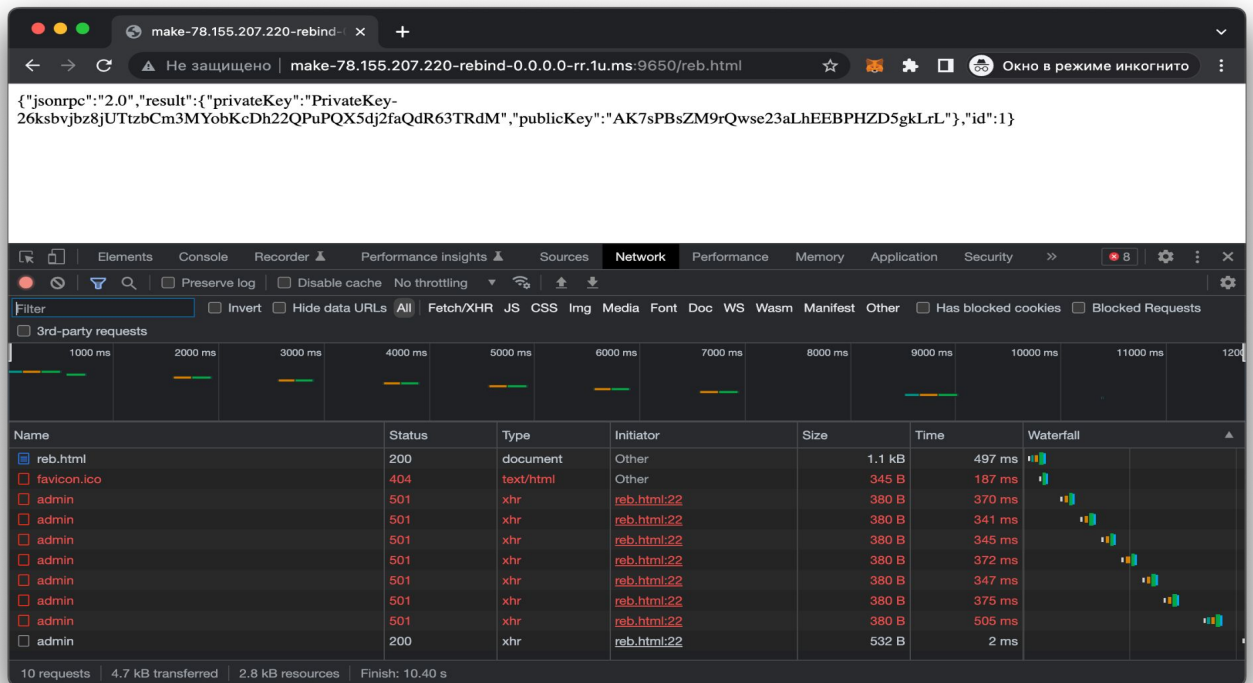 make-78.155.207.220-rebind-
Не защищено | make-78.155.207.220-rebind-0.0.0.0-rr.1u.ms:9650/reb.html Окно в режиме инкогнито
{"jsonrpc":"2.0","result":{"privateKey":"PrivateKey-
26ksbvjbz8jUTtzbCm3MYobKcDh22QPuPQX5dj2faQdR63TRdM","publicKey":"AK7sPBsZM9rQwse23aLhEEBPHZD5gkLrL"},"id":1}
Elements Console Recorder Performance insights Sources Network Performance Memory Application Security 8
Preserve log Disable cache No throttling
Filter Invert Hide data URLs All Fetch/XHR JS CSS Img Media Font Doc WS Wasm Manifest Other Has blocked cookies Blocked Requests
3rd-party requests
1000 ms 2000 ms 3000 ms 4000 ms 5000 ms 6000 ms 7000 ms 8000 ms 9000 ms 10000 ms 11000 ms
Name Status Type Initiator Size Time Waterfall
reb.html 200 document Other 1.1 kB 497 ms
favicon.ico 404 text/html Other 345 B 187 ms
admin 501 xhr reb.html:22 380 B 370 ms
admin 501 xhr reb.html:22 380 B 341 ms
admin 501 xhr reb.html:22 380 B 345 ms
admin 501 xhr reb.html:22 380 B 372 ms
admin 501 xhr reb.html:22 380 B 347 ms
admin 501 xhr reb.html:22 380 B 375 ms
admin 501 xhr reb.html:22 380 B 505 ms
admin 200 xhr reb.html:22 532 B 2 ms
10 requests | 4.7 kB transferred | 2.8 kB resources | Finish: 10.40 s